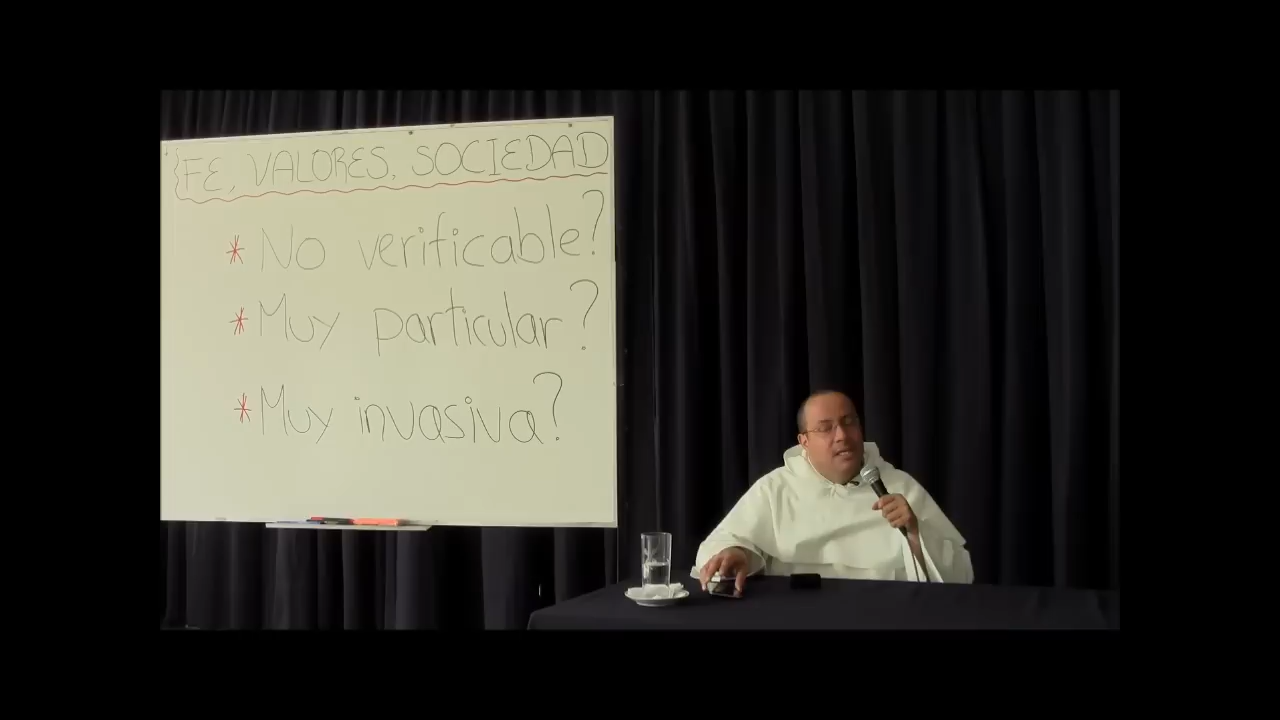 FE, VALORES, SOCIEDAD
* No verificable?
* Muy particular?
* Muy invasiva?